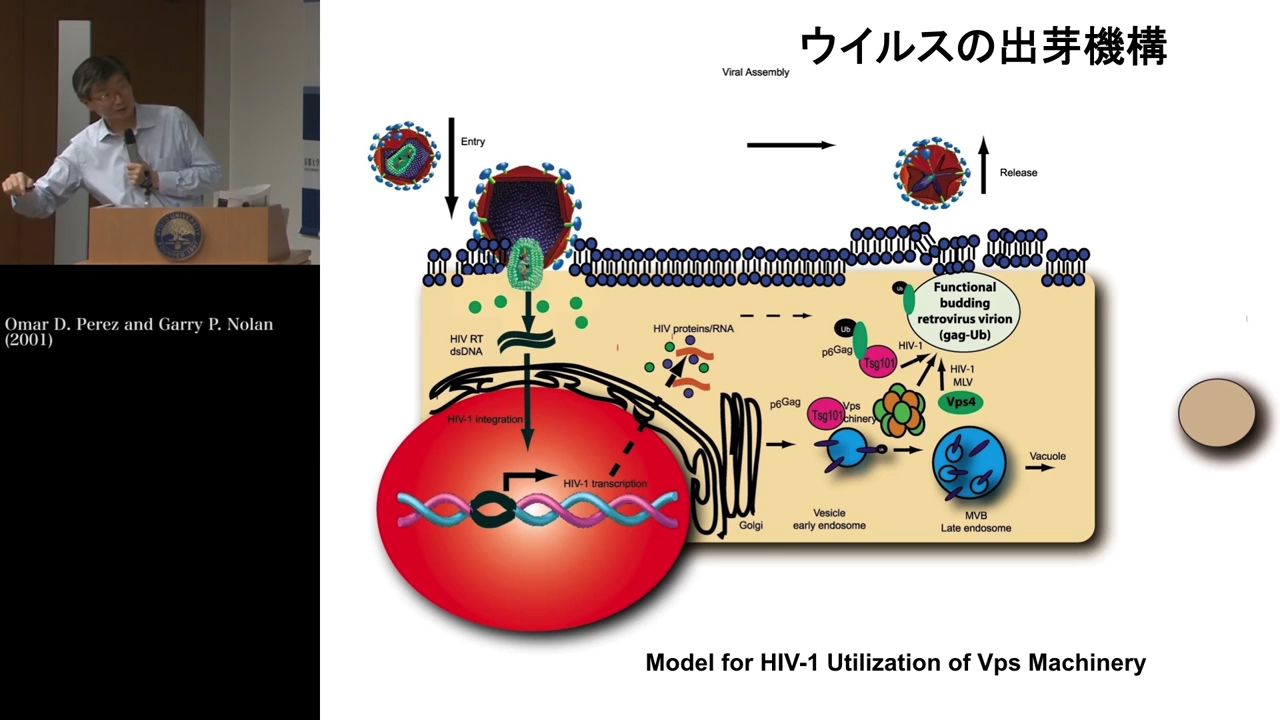 ウイルスの出芽機構
Viral Assembly
Entry
Release
Omar D. Perez and Garry P. Nolan
(2001)
Ub
Functional
budding
retrovirus virion
(gag-Ub)
HIV RT
dsDNA
HIV proteins/RNA
Ub
p6Gag
Tsg101
HIV-1
HIV-1
MLV
Vps4
p6Gag
Tsg101
Vps
chinery
HIV-1 integration
HIV-1 transcription
Golgi
Vesicle
early endosome
MVB
Late endosome
Vacuole
Model for HIV-1 Utilization of Vps Machinery